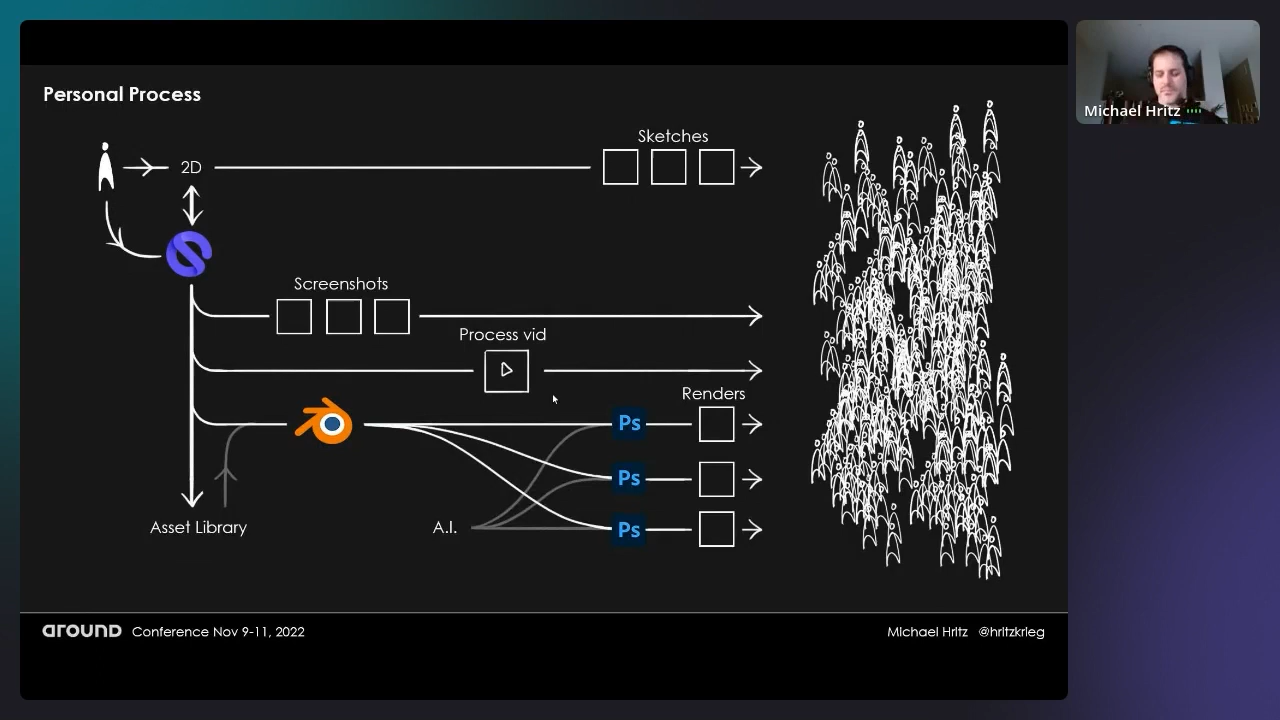 Personal Process
Michael Hritz
Sketches
2D
Screenshots
Process vid
Renders
Ps
Ps
Asset Library
A.I.
Ps
around Conference Nov 9-11, 2022
Michael Hritz @hritzkrieg